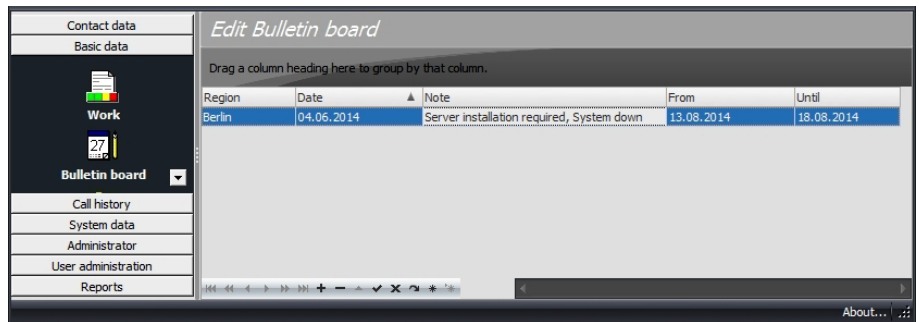 Contact data
Basic data
Work
27
Bulletin board
Call history
System data
Administrator
User administration
Reports
Edit Bulletin board
Drag a column heading here to group by that column.
Region Date Note From Until
Berlin 04.06.2014 Server installation required, System down 13.08.2014 18.08.2014
About...